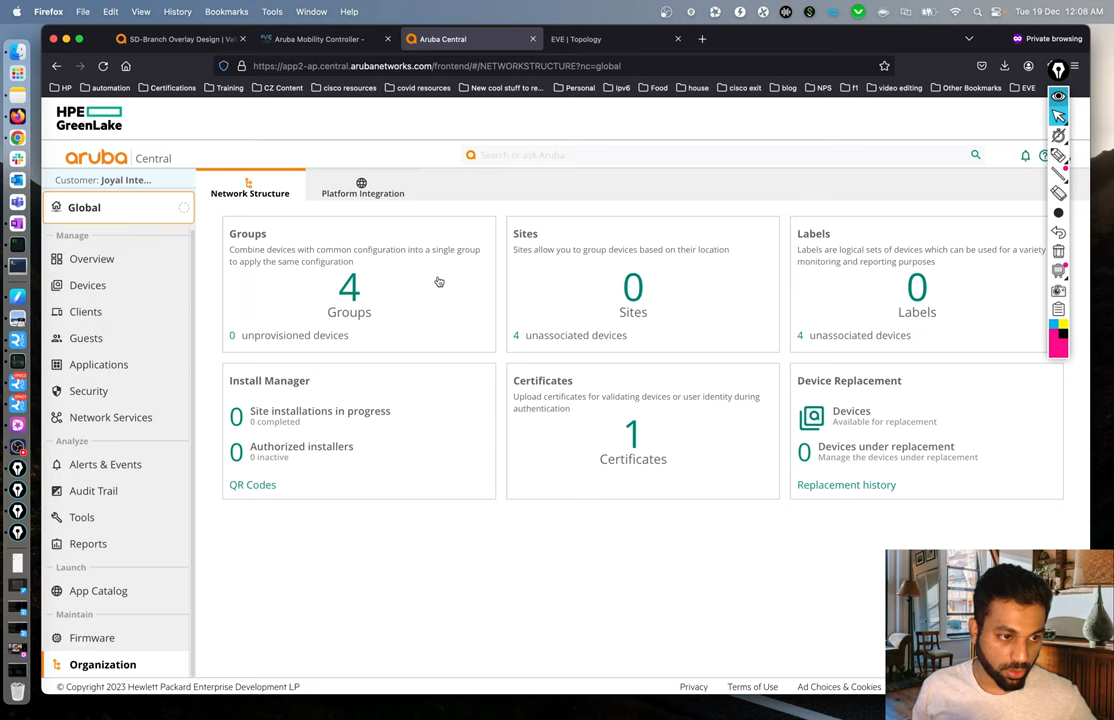 Firefox File Edit View History Bookmarks Tools Window Help Tue 19 Dec 12:08 AM
SD-Branch Overlay Design | Val
Aruba Mobility Controller -
Aruba Central
EVE | Topology
Private browsing
https://app2-ap.central.arubanetworks.com/frontend/#/NETWORKSTRUCTURE?nc=global
HP automation Certifications Training CZ Content cisco resources covid resources New cool stuff to re... Personal Ipv6 Food house cisco exit blog NPS f1 video editing Other Bookmarks EVE
HPE
GreenLake
aruba Central
Search or ask Aruba
Customer: Joyal Inte...
Global
Manage
Overview
Devices
Clients
Guests
Applications
Security
Network Services
Analyze
Alerts & Events
Audit Trail
Tools
Reports
Launch
App Catalog
Maintain
Firmware
Organization
Network Structure
Platform Integration
Groups
Combine devices with common configuration into a single group
to apply the same configuration
4
Groups
0 unprovisioned devices
Sites
Sites allow you to group devices based on their location
0
Sites
4 unassociated devices
Labels
Labels are logical sets of devices which can be used for a variety
monitoring and reporting purposes
0
Labels
4 unassociated devices
Install Manager
0 Site installations in progress
0 completed
0 Authorized installers
0 inactive
QR Codes
Certificates
Upload certificates for validating devices or user identity during
authentication
1
Certificates
Device Replacement
Devices
Available for replacement
0 Devices under replacement
Manage the devices under replacement
Replacement history
© Copyright 2023 Hewlett Packard Enterprise Development LP
Privacy Terms of Use Ad Choices & Cookies